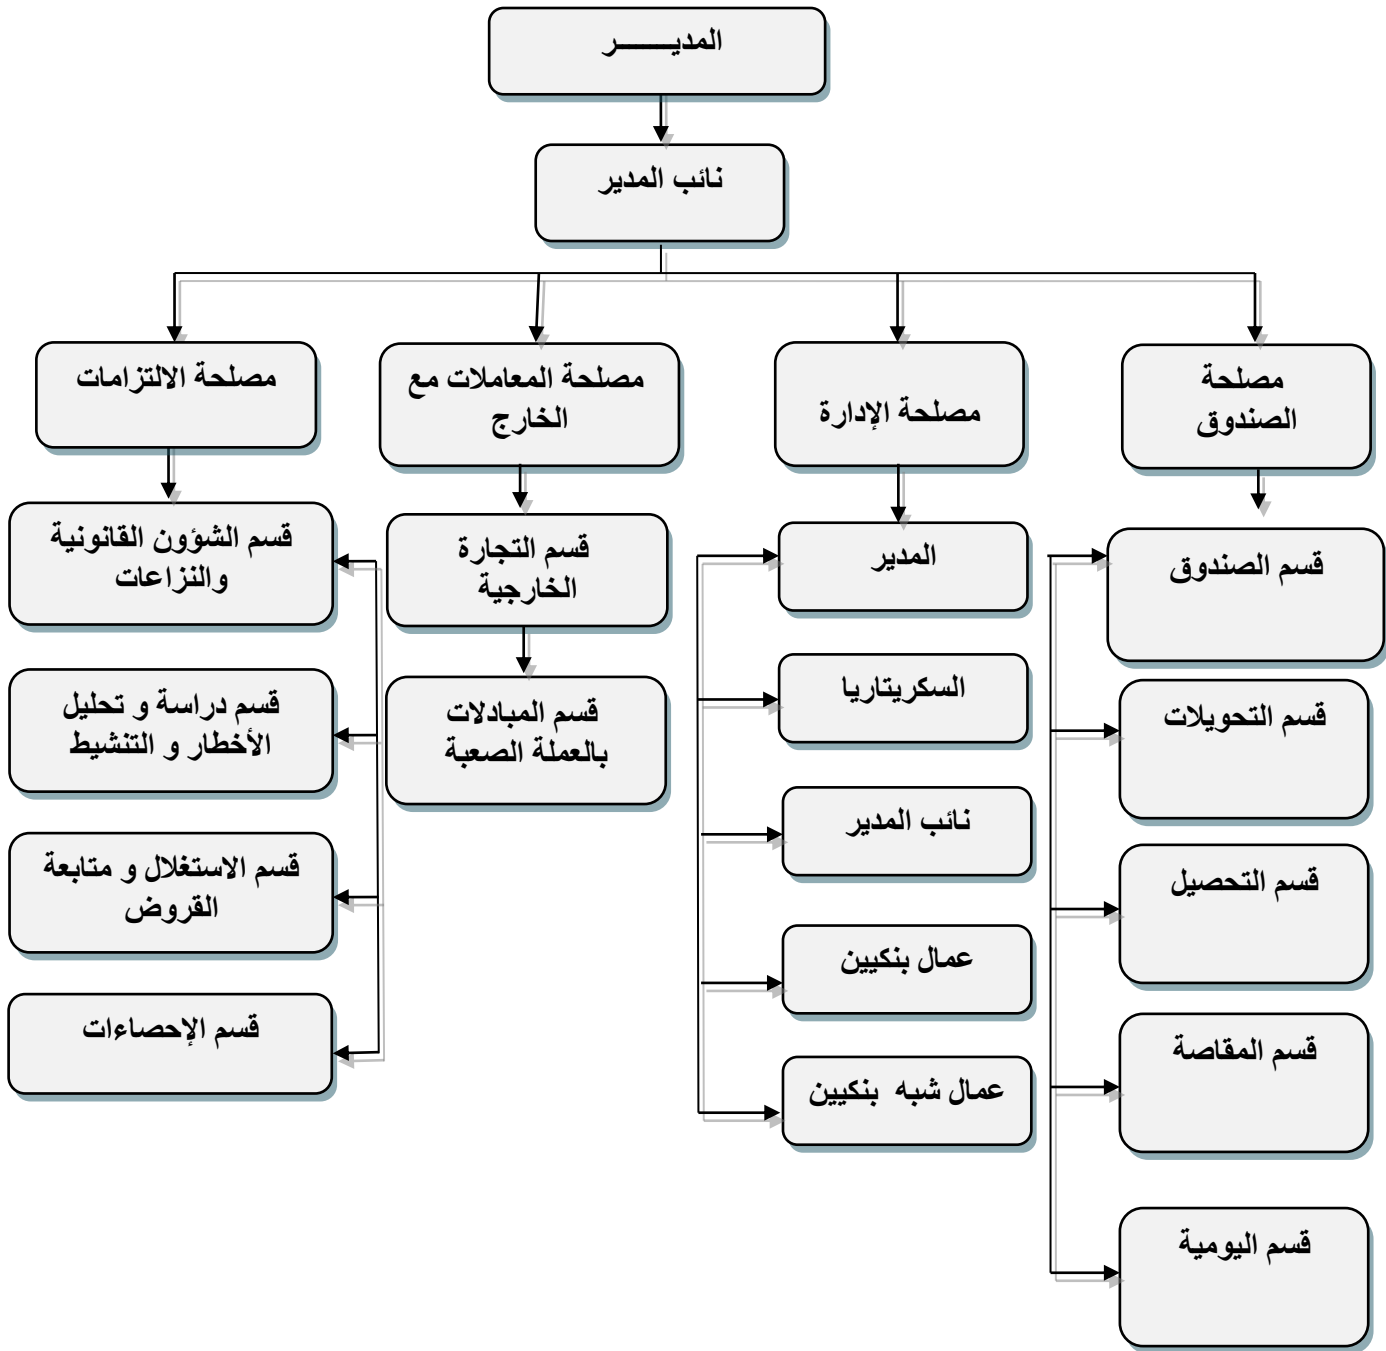 المديـــــــر
نائب المدير
مصلحة
الصندوق
مصلحة الإدارة
مصلحة المعاملات مع
الخارج
مصلحة الالتزامات
قسم الصندوق
قسم التحويلات
قسم التحصيل
قسم المقاصة
قسم اليومية
المدير
السكريتاريا
نائب المدير
عمال بنكيين
عمال شبه بنكيين
قسم التجارة
الخارجية
قسم المبادلات
بالعملة الصعبة
قسم الشؤون القانونية
والنزاعات
قسم دراسة و تحليل
الأخطار و التنشيط
قسم الاستغلال و متابعة
القروض
قسم الإحصاءات